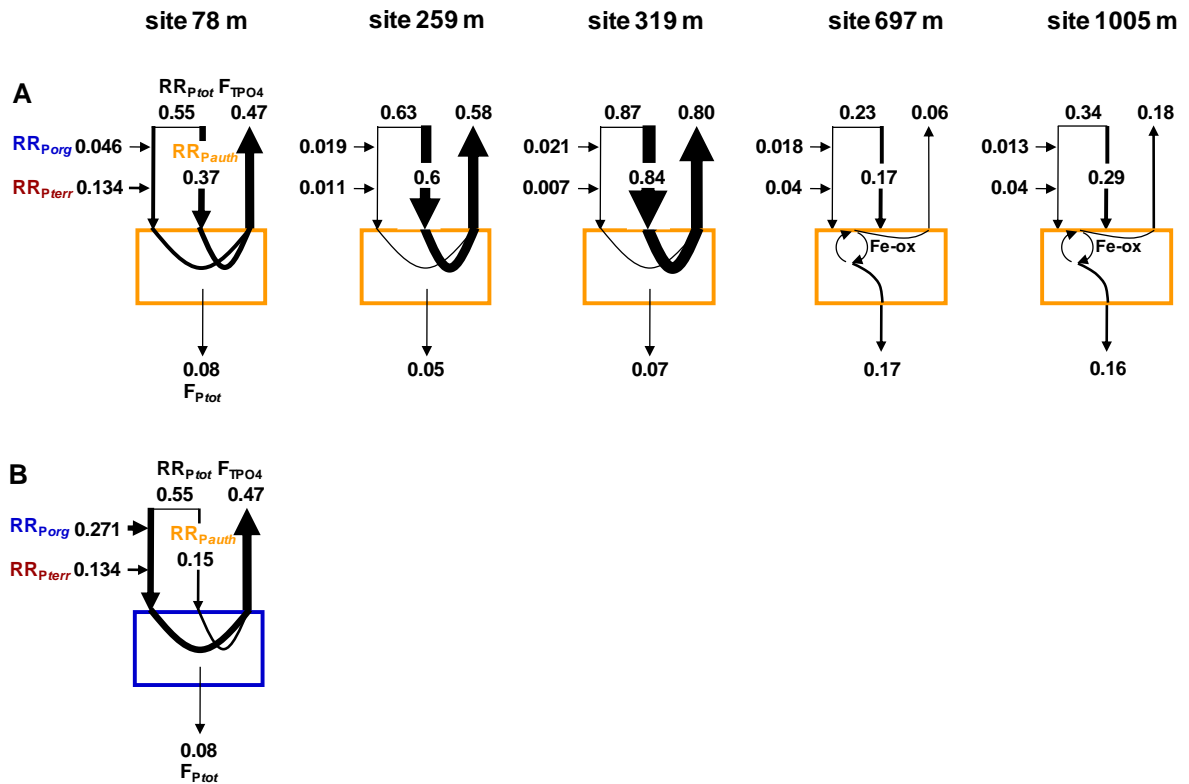 site 78 m site 259 m site 319 m site 697 m site 1005 m
A
RRPtot FTPO4
0.55 0.47 0.63 0.58 0.87 0.80 0.23 0.06 0.34 0.18
RRPorg 0.046 0.019 0.021 0.018 0.013
RRPauth
RRPterr 0.134 0.37 0.011 0.6 0.007 0.84 0.04 0.17 0.04 0.29
Fe-ox Fe-ox
0.08 0.05 0.07 0.17 0.16
FPtot
B
RRPtot FTPO4
0.55 0.47
RRPorg 0.271
RRPauth
0.15
RRPterr 0.134
0.08
FPtot